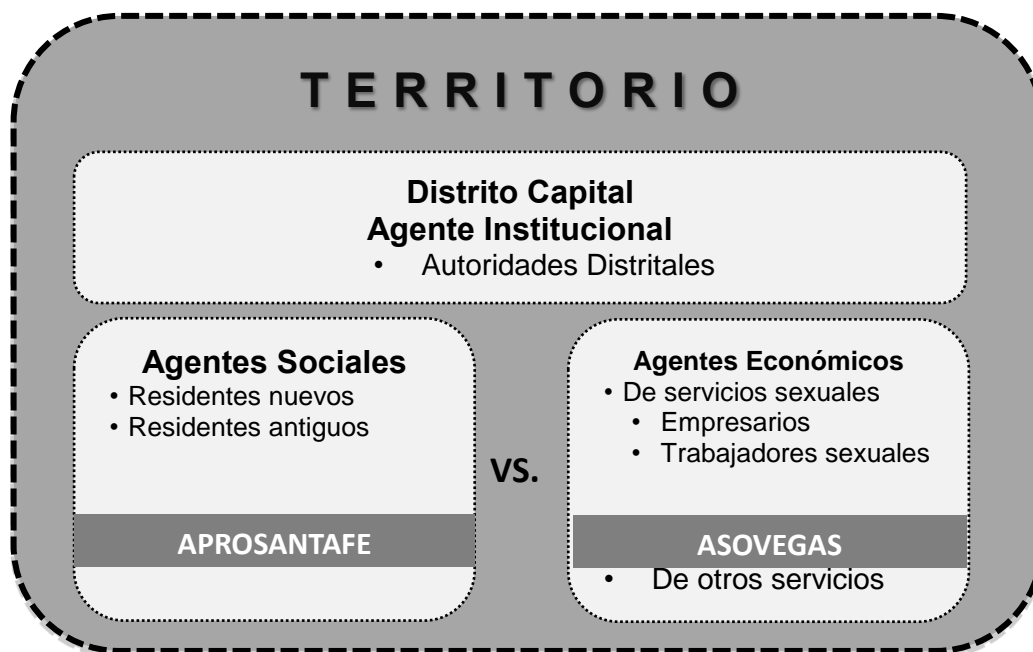 TERRITORIO
Distrito Capital
Agente Institucional
• Autoridades Distritales
Agentes Sociales
• Residentes nuevos
• Residentes antiguos
APROSANTAFE
VS.
Agentes Económicos
• De servicios sexuales
• Empresarios
• Trabajadores sexuales
ASOVEGAS
• De otros servicios